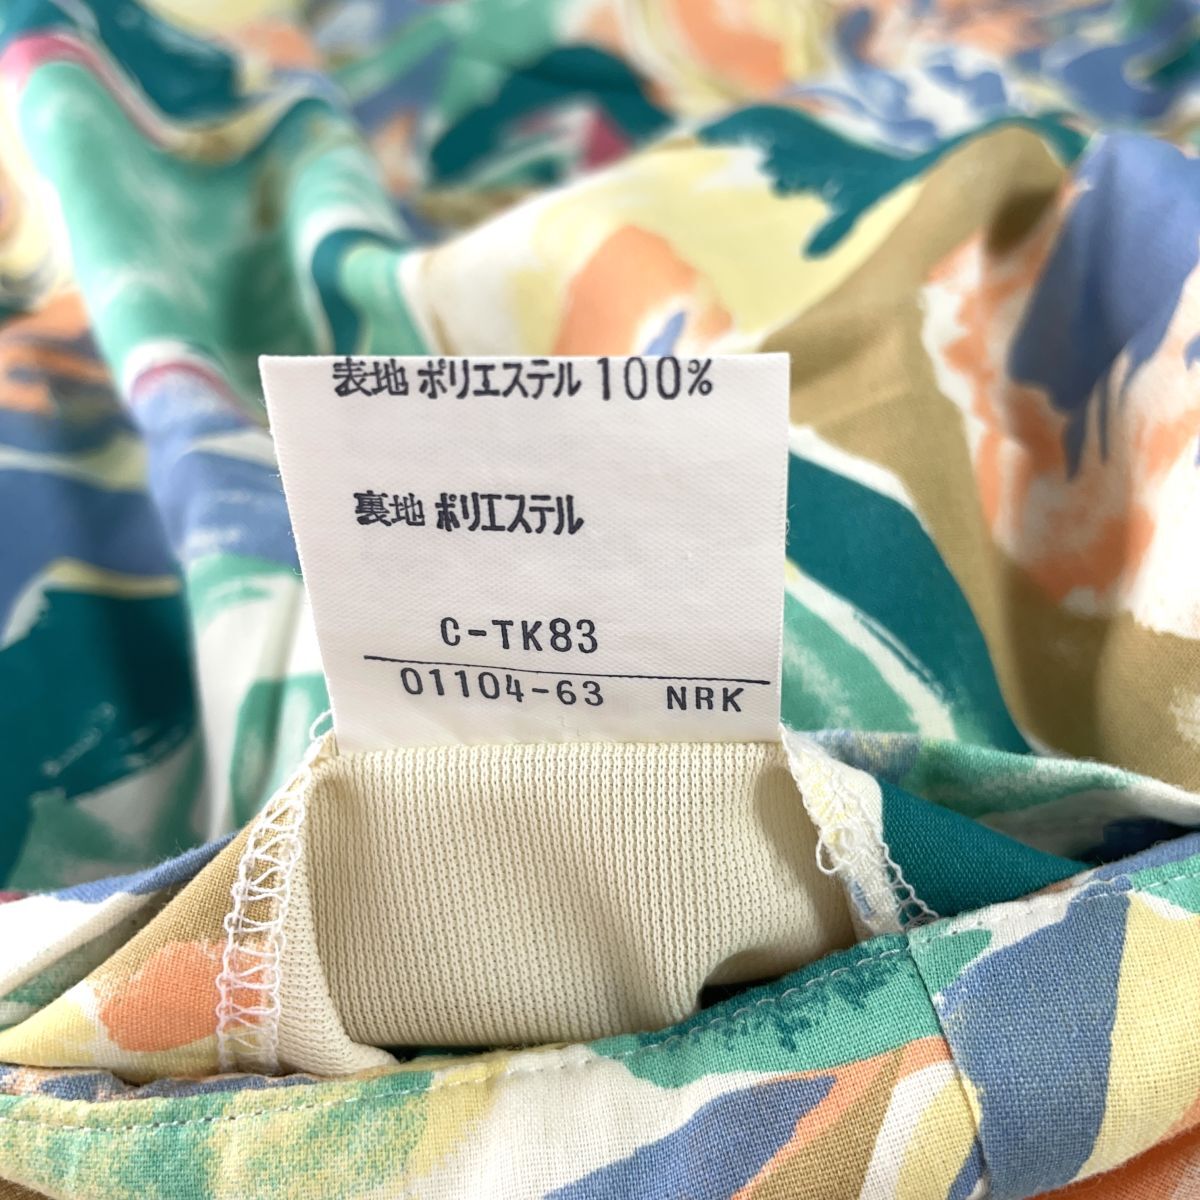 表地 ポリエステル 100%
裏地 ポリエステル
C-TK83
01104-63 NRK